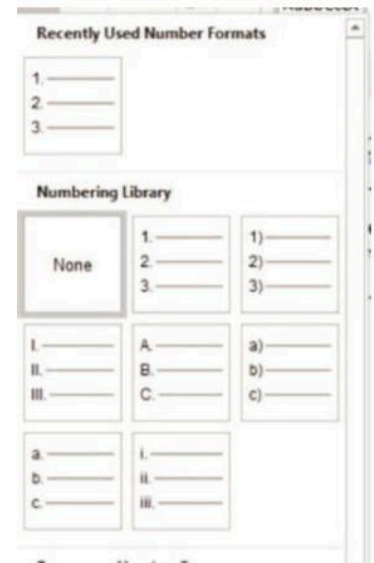 Recently Used Number Formats
1.
2.
3.
Numbering Library
None
1.
2.
3.
1)
2)
3)
I.
II.
III.
A.
B.
C.
a)
b)
c)
a.
b.
c.
i.
ii.
iii.